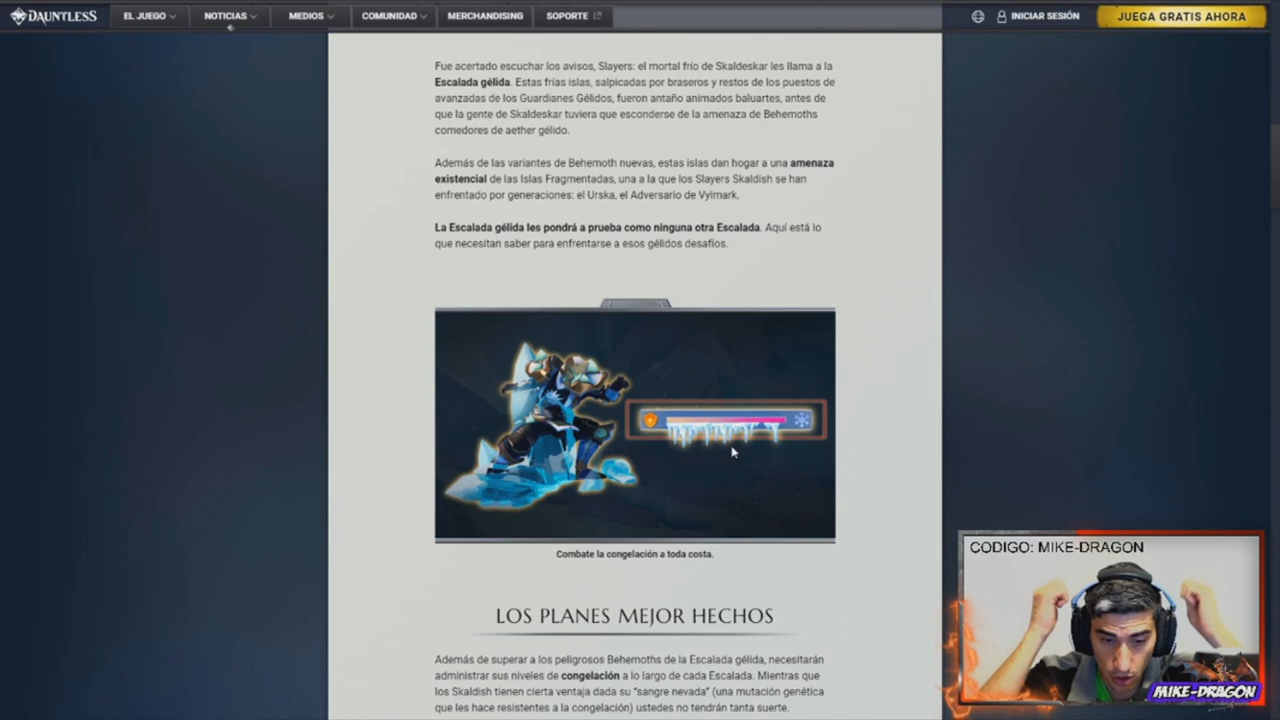 DAUNTLESS
EL JUEGO
NOTICIAS
MEDIOS
COMUNIDAD
MERCHANDISING
SOPORTE
INICIAR SESIÓN
JUEGA GRATIS AHORA
Fue acertado escuchar los avisos, Slayers: el mortal frío de Skaldeskar les llama a la
Escalada gélida. Estas frías islas, salpicadas por braseros y restos de los puestos de
avanzadas de los Guardianes Gélidos, fueron antaño animados baluartes, antes de
que la gente de Skaldeskar tuviera que esconderse de la amenaza de Behemoths
comedores de aether gélido.
Además de las variantes de Behemoth nuevas, estas islas dan hogar a una amenaza
existencial de las Islas Fragmentadas, una a la que los Slayers Skaldish se han
enfrentado por generaciones: el Urska, el Adversario de Vylmark.
La Escalada gélida les pondrá a prueba como ninguna otra Escalada. Aquí está lo
que necesitan saber para enfrentarse a esos gélidos desafíos.
Combate la congelación a toda costa.
LOS PLANES MEJOR HECHOS
Además de superar a los peligrosos Behemoths de la Escalada gélida, necesitarán
administrar sus niveles de congelación a lo largo de cada Escalada. Mientras que
los Skaldish tienen cierta ventaja dada su "sangre nevada" (una mutación genética
que les hace resistentes a la congelación) ustedes no tendrán tanta suerte.
CODIGO: MIKE-DRAGON
MIKE-DRAGON